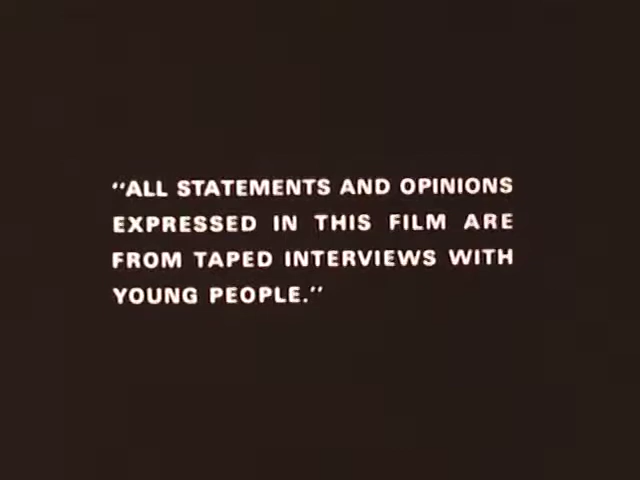 "ALL STATEMENTS AND OPINIONS
EXPRESSED IN THIS FILM ARE
FROM TAPED INTERVIEWS WITH
YOUNG PEOPLE."